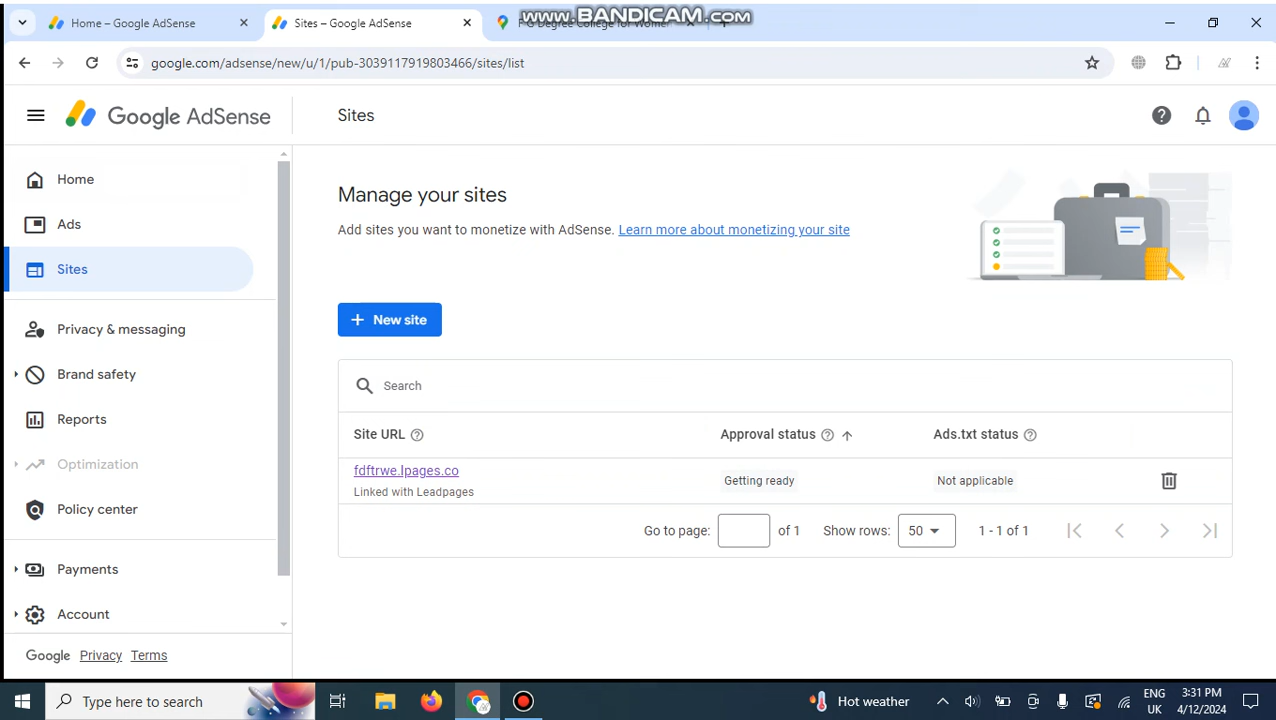 www.BANDICAM.com
Home – Google AdSense
Sites – Google AdSense
F G Degree College for Women
google.com/adsense/new/u/1/pub-3039117919803466/sites/list
Google AdSense
Sites
Home
Ads
Sites
Privacy & messaging
Brand safety
Reports
Optimization
Policy center
Payments
Account
Google Privacy Terms
Manage your sites
Add sites you want to monetize with AdSense. Learn more about monetizing your site
+ New site
Search
Site URL Approval status Ads.txt status
fdftrwe.lpages.co Getting ready Not applicable
Linked with Leadpages
Go to page: of 1 Show rows: 50 1 - 1 of 1
Type here to search
Hot weather
ENG
UK
3:31 PM
4/12/2024